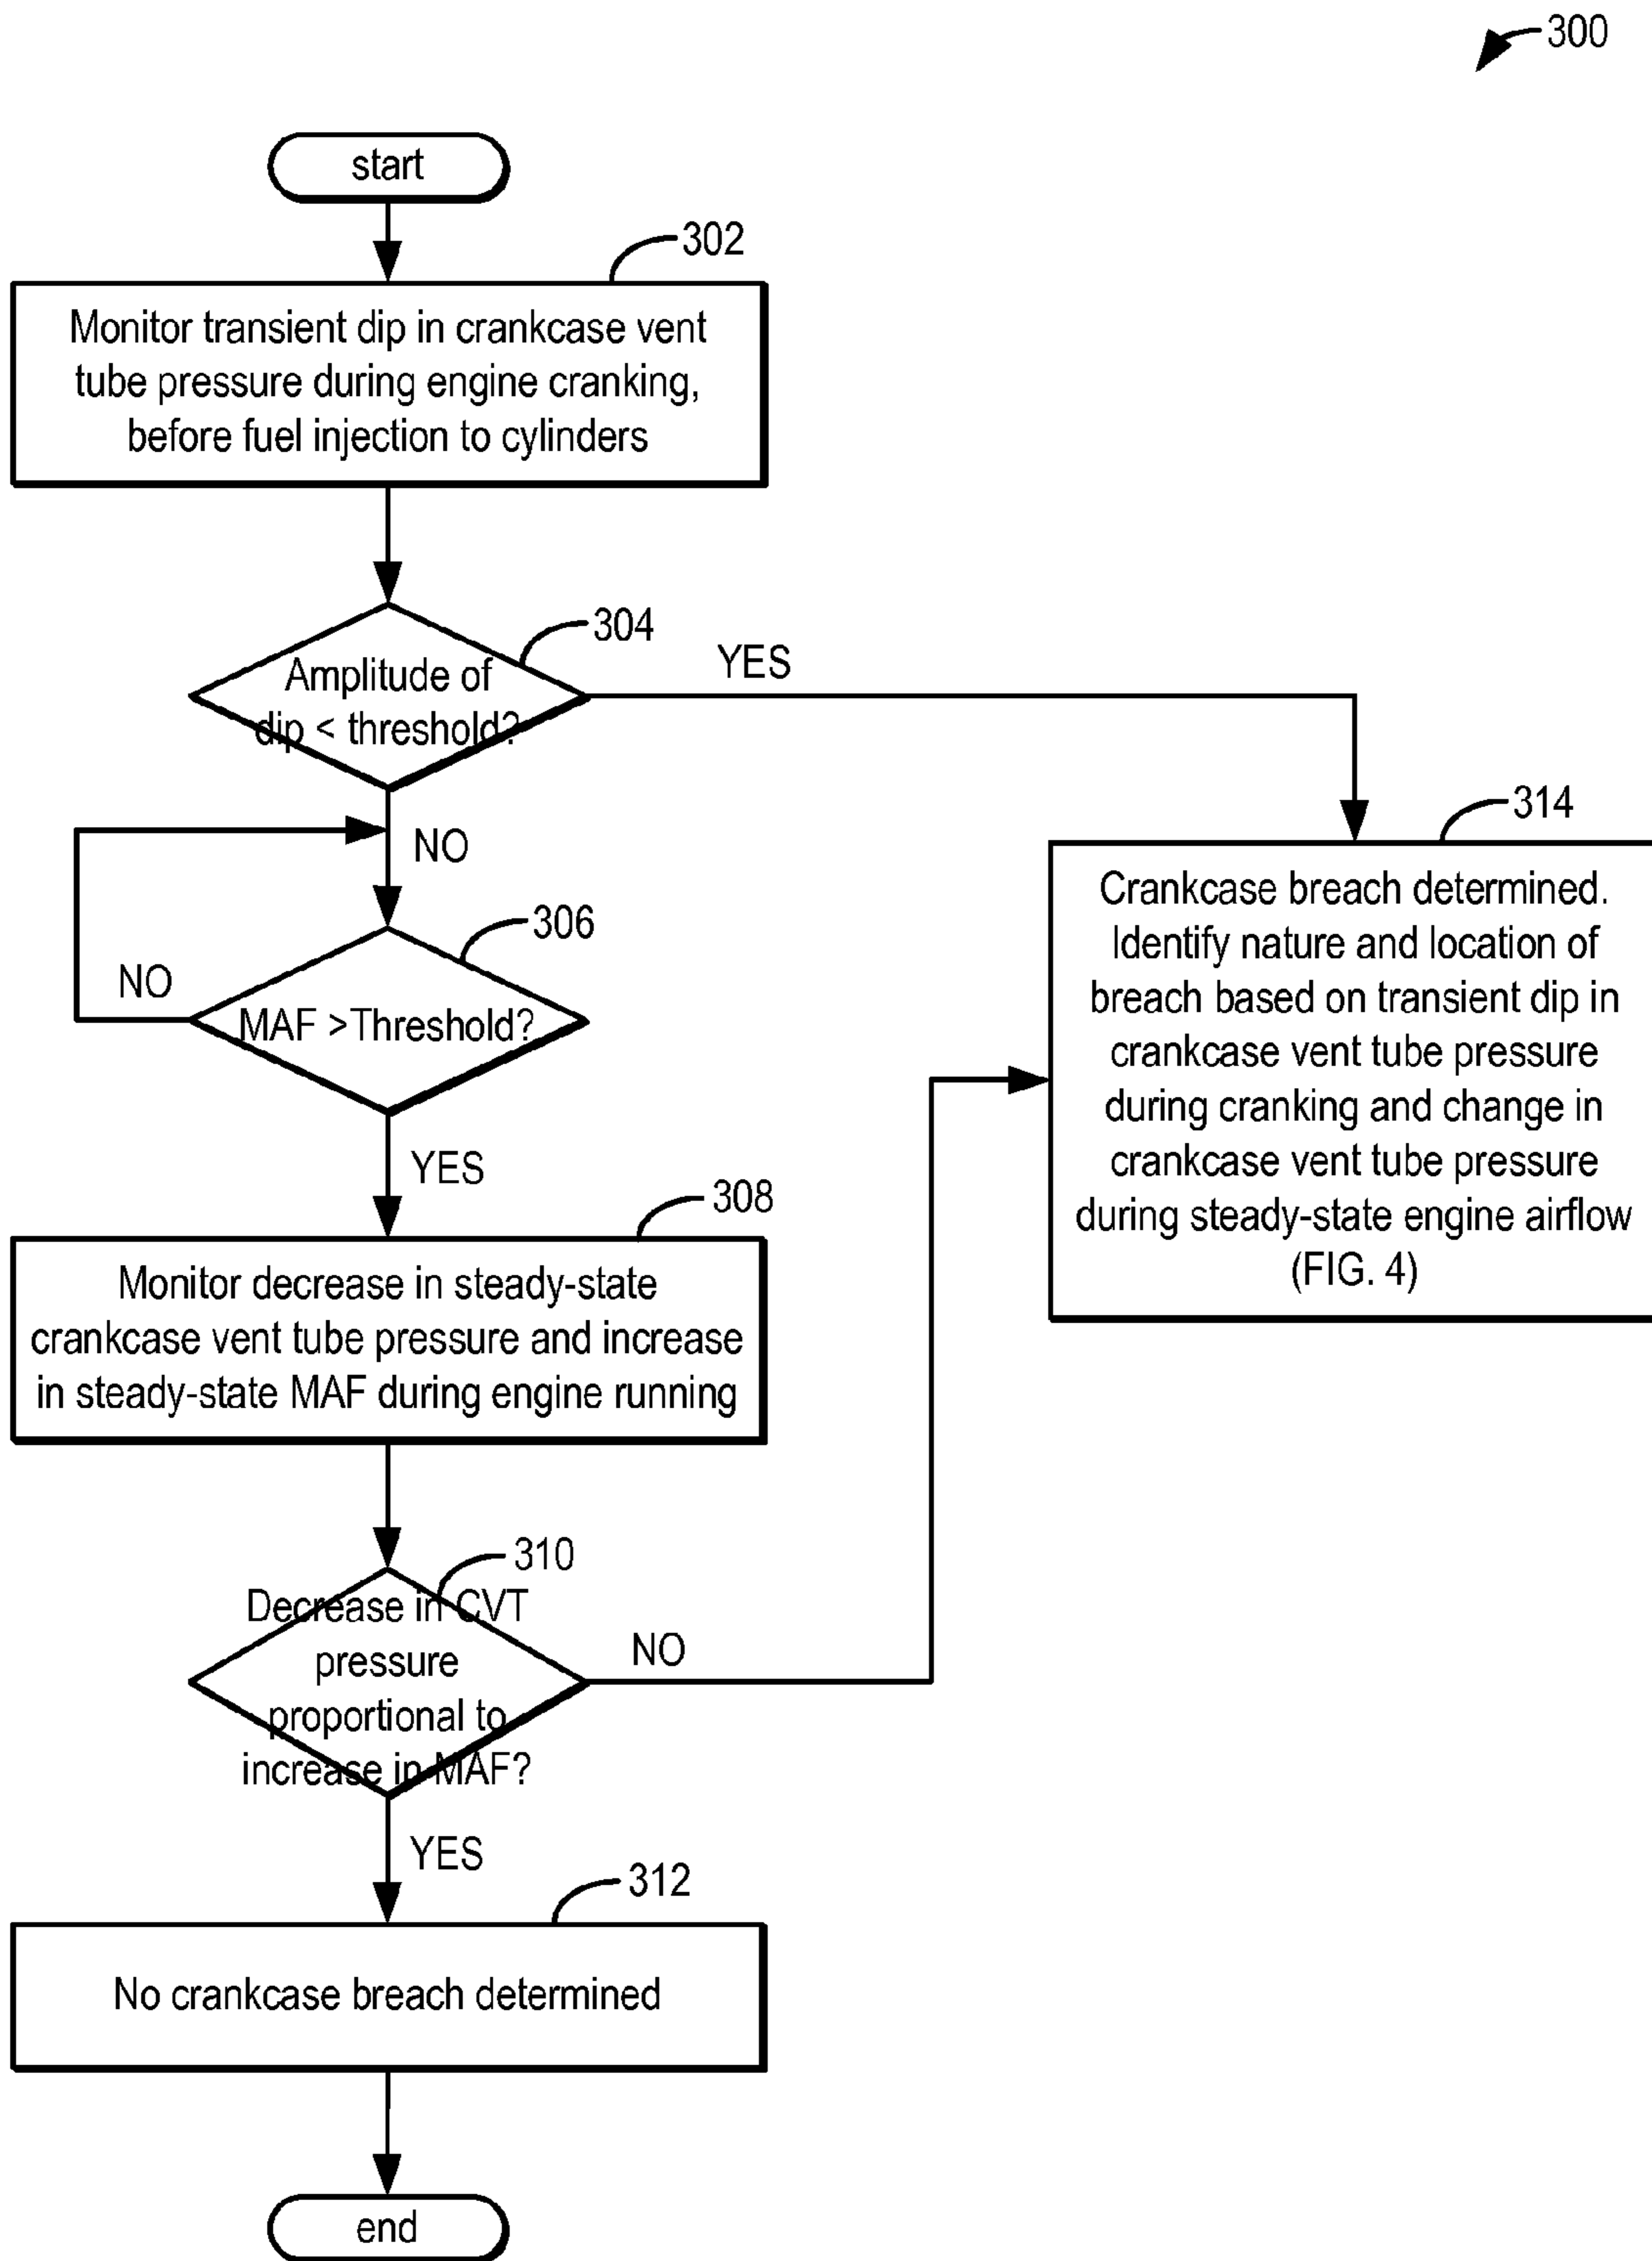 300
start
302
Monitor transient dip in crankcase vent
tube pressure during engine cranking,
before fuel injection to cylinders
304
Amplitude of
dip < threshold?
YES
NO
306
MAF >Threshold?
NO
YES
308
Monitor decrease in steady-state
crankcase vent tube pressure and increase
in steady-state MAF during engine running
310
Decrease in CVT
pressure
proportional to
increase in MAF?
NO
YES
312
No crankcase breach determined
end
314
Crankcase breach determined.
Identify nature and location of
breach based on transient dip in
crankcase vent tube pressure
during cranking and change in
crankcase vent tube pressure
during steady-state engine airflow
(FIG. 4)